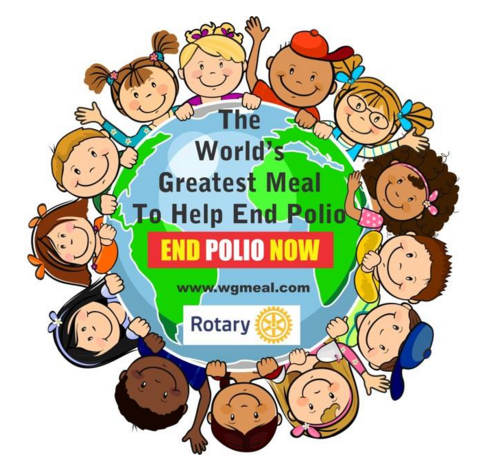 The
World's
Greatest Meal
To Help End Polio
END POLIO NOW
www.wgmeal.com
Rotary